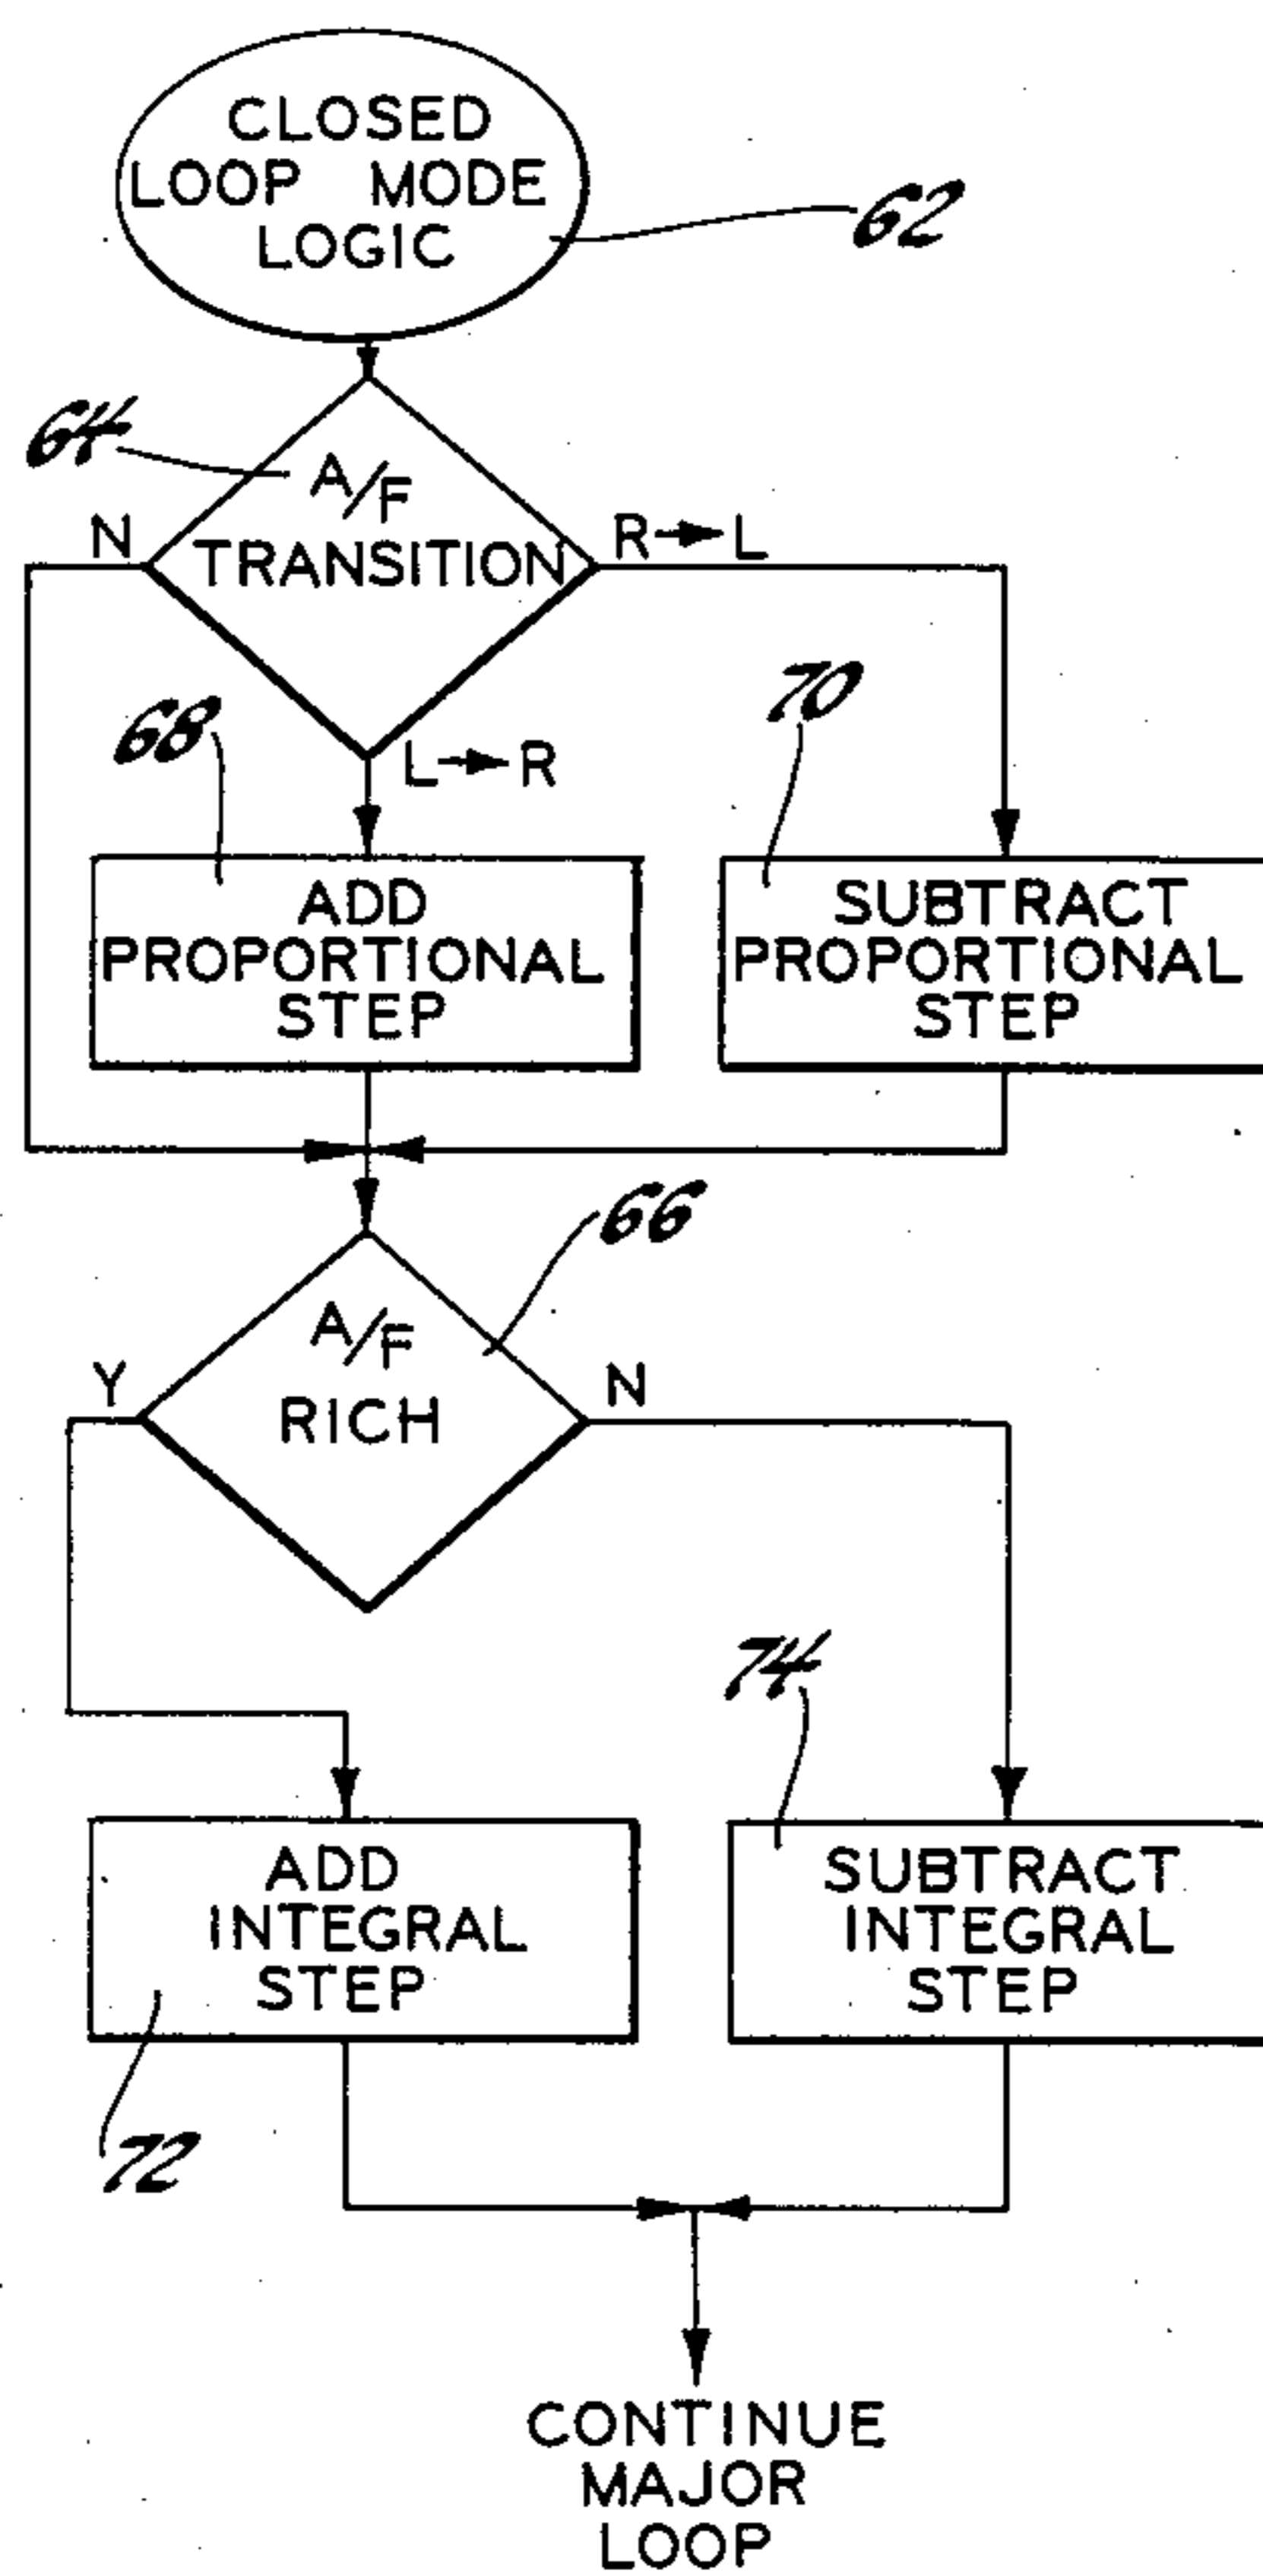 CLOSED
LOOP MODE
LOGIC
62
64
A/F
TRANSITION
N
R→L
L→R
68
70
ADD
PROPORTIONAL
STEP
SUBTRACT
PROPORTIONAL
STEP
66
A/F
RICH
Y
N
74
ADD
INTEGRAL
STEP
SUBTRACT
INTEGRAL
STEP
72
CONTINUE
MAJOR
LOOP